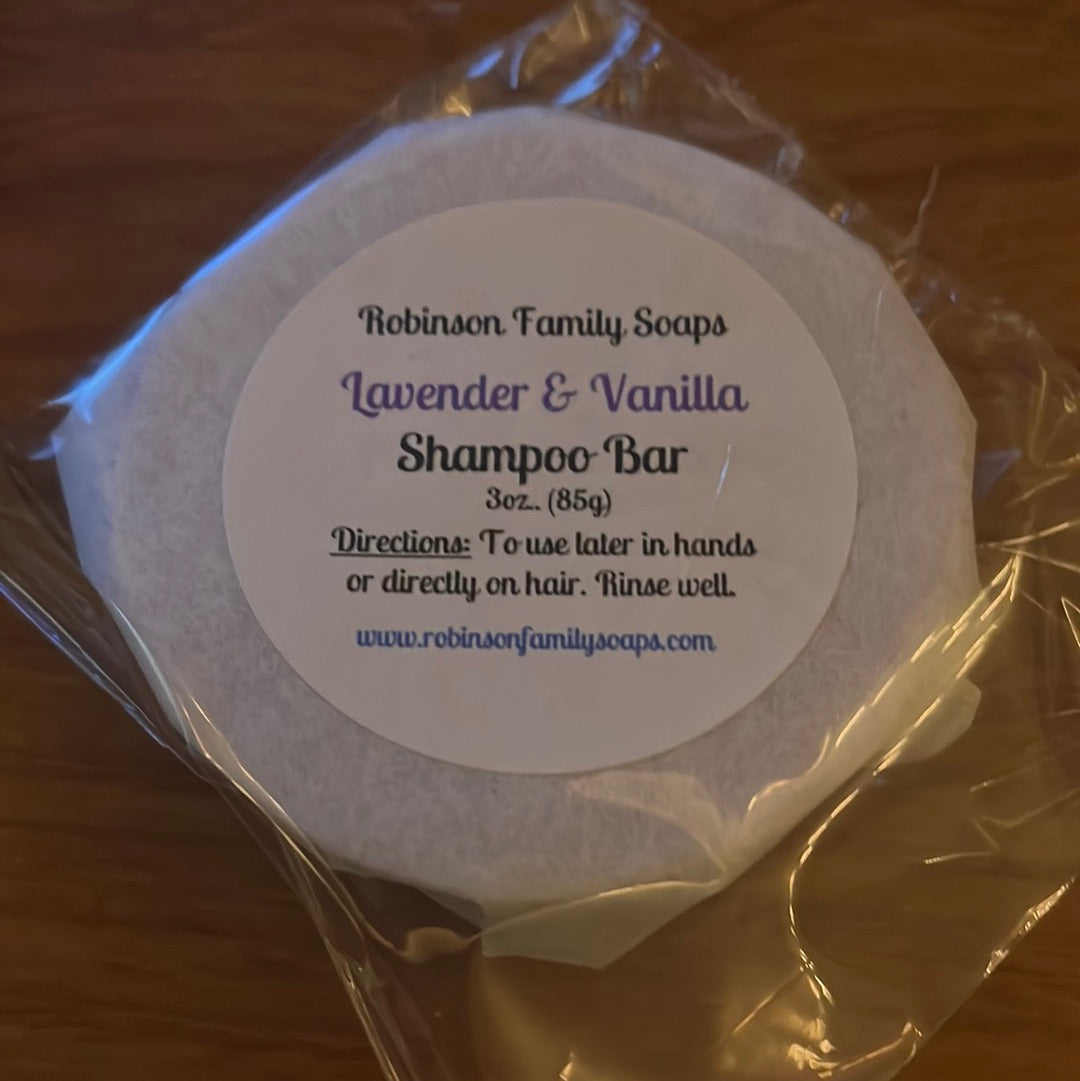 Robinson Family Soaps
Lavender & Vanilla
Shampoo Bar
3oz.. (85g)
Directions: To use later in hands
or directly on hair. Rinse well.
www.robinsonfamilysoaps.com